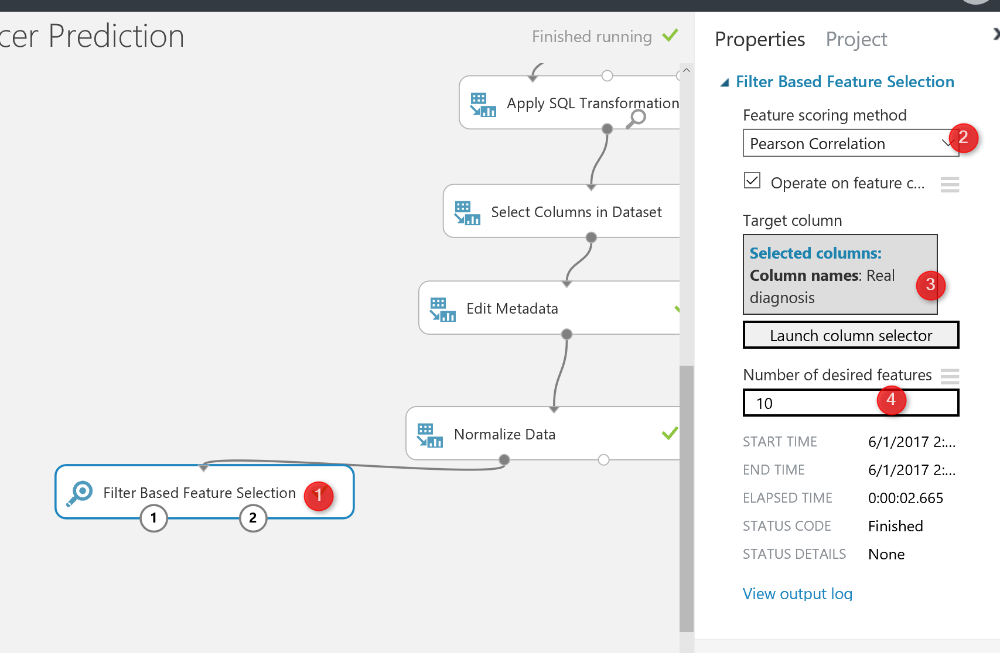 cer Prediction
Finished running
Apply SQL Transformation
Select Columns in Dataset
Edit Metadata
Normalize Data
Filter Based Feature Selection
1
1
2
Properties
Project
Filter Based Feature Selection
Feature scoring method
Pearson Correlation
2
Operate on feature c...
Target column
Selected columns:
Column names: Real
diagnosis
3
Launch column selector
Number of desired features
10
4
START TIME 6/1/2017 2:...
END TIME 6/1/2017 2:...
ELAPSED TIME 0:00:02.665
STATUS CODE Finished
STATUS DETAILS None
View output log